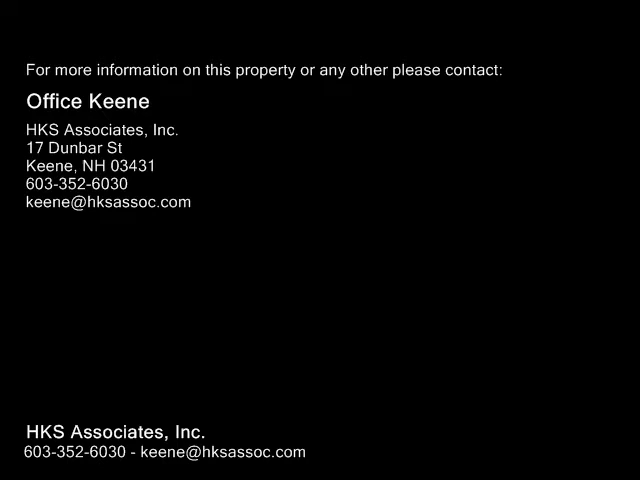 For more information on this property or any other please contact:
Office Keene
HKS Associates, Inc.
17 Dunbar St
Keene, NH 03431
603-352-6030
keene@hksassoc.com
HKS Associates, Inc.
603-352-6030 - keene@hksassoc.com